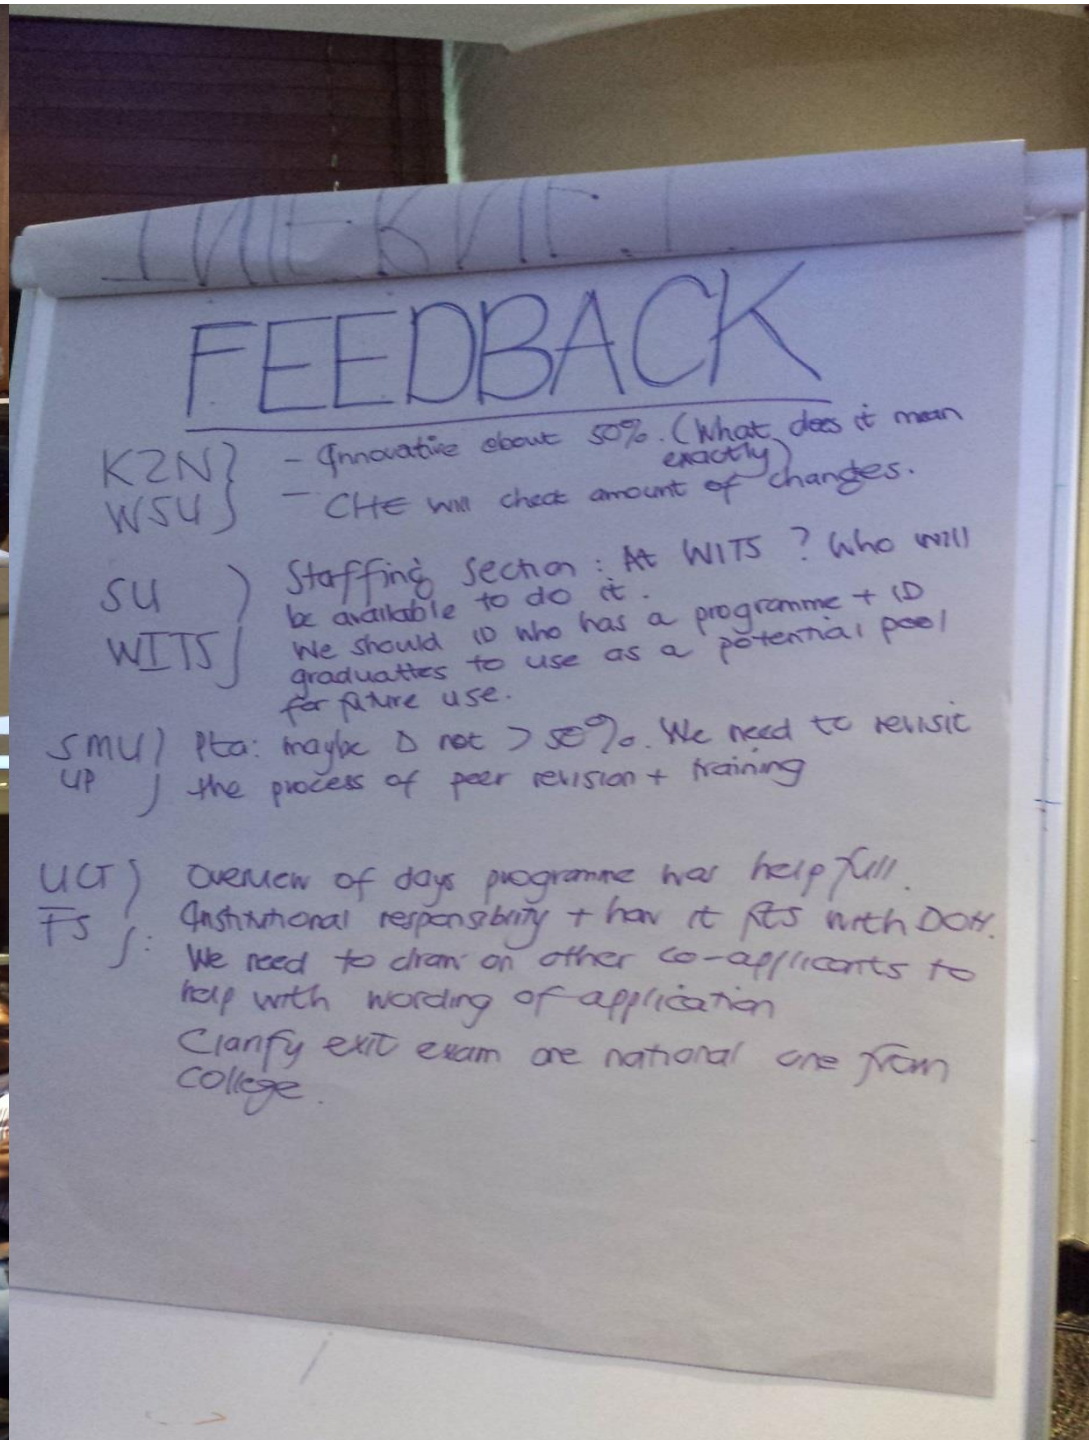 INTERNET.
FEEDBACK
KZN } - Innovative about 50%. (What does it mean
exactly)
WSU } - CHE will check amount of changes.
SU ) Staffing section: At WITS? Who will
be available to do it.
WITS ) We should ID who has a programme + ID
graduattes to use as a potential pool
for future use.
SMU ) Pta: maybe Δ not > 50%. We need to revisit
UP ) the process of peer revision + training
UCT ) Overview of days programme was helpfull.
FS ): Institutional responsibility + how it fits with DOH.
We need to draw on other co-applicants to
help with wording of application
Clarify exit exam are national one from
college.